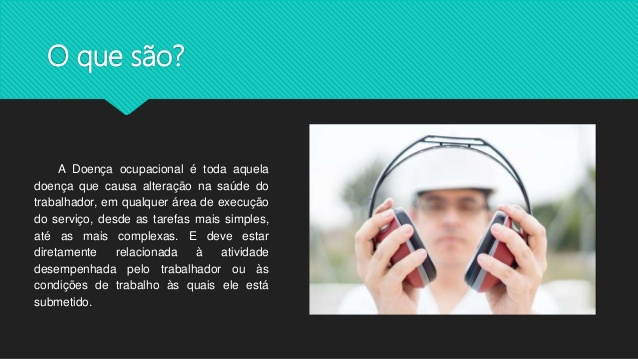 O que são?
A Doença ocupacional é toda aquela
doença que causa alteração na saúde do
trabalhador, em qualquer área de execução
do serviço, desde as tarefas mais simples,
até as mais complexas. E deve estar
diretamente relacionada à atividade
desempenhada pelo trabalhador ou às
condições de trabalho às quais ele está
submetido.